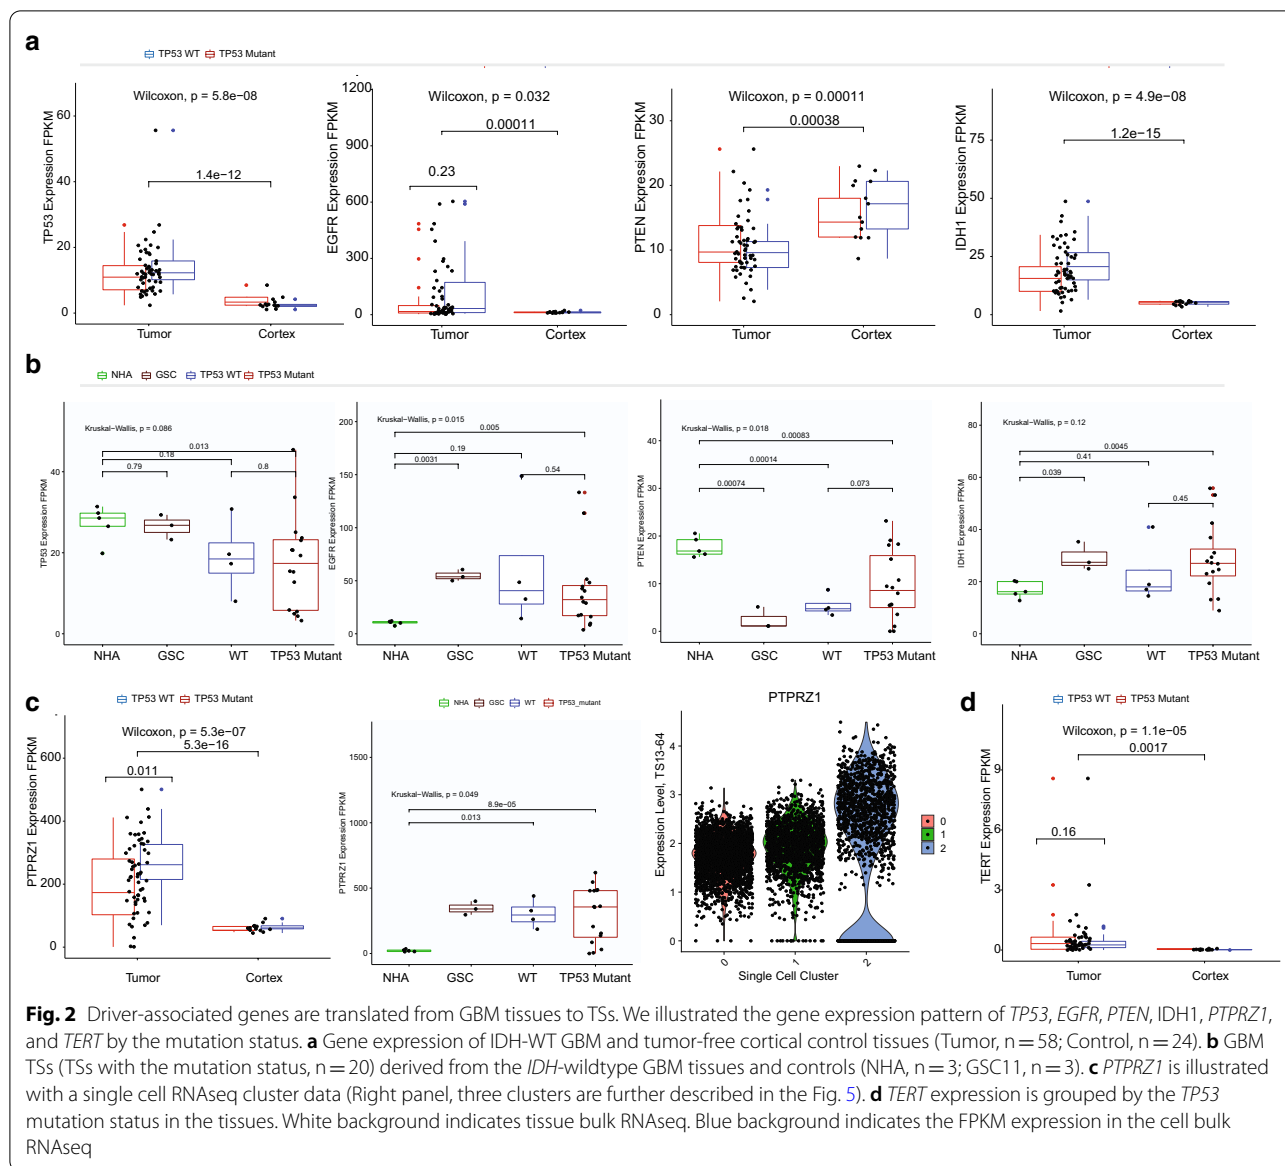 a
TP53 WT TP53 Mutant
Wilcoxon, p = 5.8e−08
1.4e−12
TP53 Expression FPKM
60
40
20
0
Tumor Cortex
Wilcoxon, p = 0.032
0.00011
0.23
EGFR Expression FPKM
1200
900
600
300
0
Tumor Cortex
Wilcoxon, p = 0.00011
0.00038
PTEN Expression FPKM
30
20
10
0
Tumor Cortex
Wilcoxon, p = 4.9e−08
1.2e−15
IDH1 Expression FPKM
75
50
25
0
Tumor Cortex
b
NHA GSC TP53 WT TP53 Mutant
Kruskal−Wallis, p = 0.086
0.013
0.18
0.79 0.8
TP53 Expression FPKM
40
20
0
NHA GSC WT TP53 Mutant
Kruskal−Wallis, p = 0.015
0.005
0.19
0.0031 0.54
EGFR Expression FPKM
200
150
100
50
0
NHA GSC WT TP53 Mutant
Kruskal−Wallis, p = 0.018
0.00083
0.00014
0.00074 0.073
PTEN Expression FPKM
40
30
20
10
0
NHA GSC WT TP53 Mutant
Kruskal−Wallis, p = 0.12
0.0045
0.41
0.039
0.45
IDH1 Expression FPKM
80
60
40
20
0
NHA GSC WT TP53 Mutant
c
TP53 WT TP53 Mutant
Wilcoxon, p = 5.3e−07
5.3e−16
0.011
PTPRZ1 Expression FPKM
600
400
200
0
Tumor Cortex
NHA GSC WT TP53_mutant
Kruskal−Wallis, p = 0.049
8.9e−05
0.013
PTPRZ1 Expression FPKM
1500
1000
500
0
NHA GSC WT TP53 Mutant
PTPRZ1
Expression Level, TS13-64
4
3
2
1
0
0 1 2
Single Cell Cluster
0
1
2
d
TP53 WT TP53 Mutant
Wilcoxon, p = 1.1e−05
0.0017
0.16
TERT Expression FPKM
9
6
3
0
Tumor Cortex
Fig. 2 Driver-associated genes are translated from GBM tissues to TSs. We illustrated the gene expression pattern of TP53, EGFR, PTEN, IDH1, PTPRZ1,
and TERT by the mutation status. a Gene expression of IDH-WT GBM and tumor-free cortical control tissues (Tumor, n = 58; Control, n = 24). b GBM
TSs (TSs with the mutation status, n = 20) derived from the IDH-wildtype GBM tissues and controls (NHA, n = 3; GSC11, n = 3). c PTPRZ1 is illustrated
with a single cell RNAseq cluster data (Right panel, three clusters are further described in the Fig. 5). d TERT expression is grouped by the TP53
mutation status in the tissues. White background indicates tissue bulk RNAseq. Blue background indicates the FPKM expression in the cell bulk
RNAseq